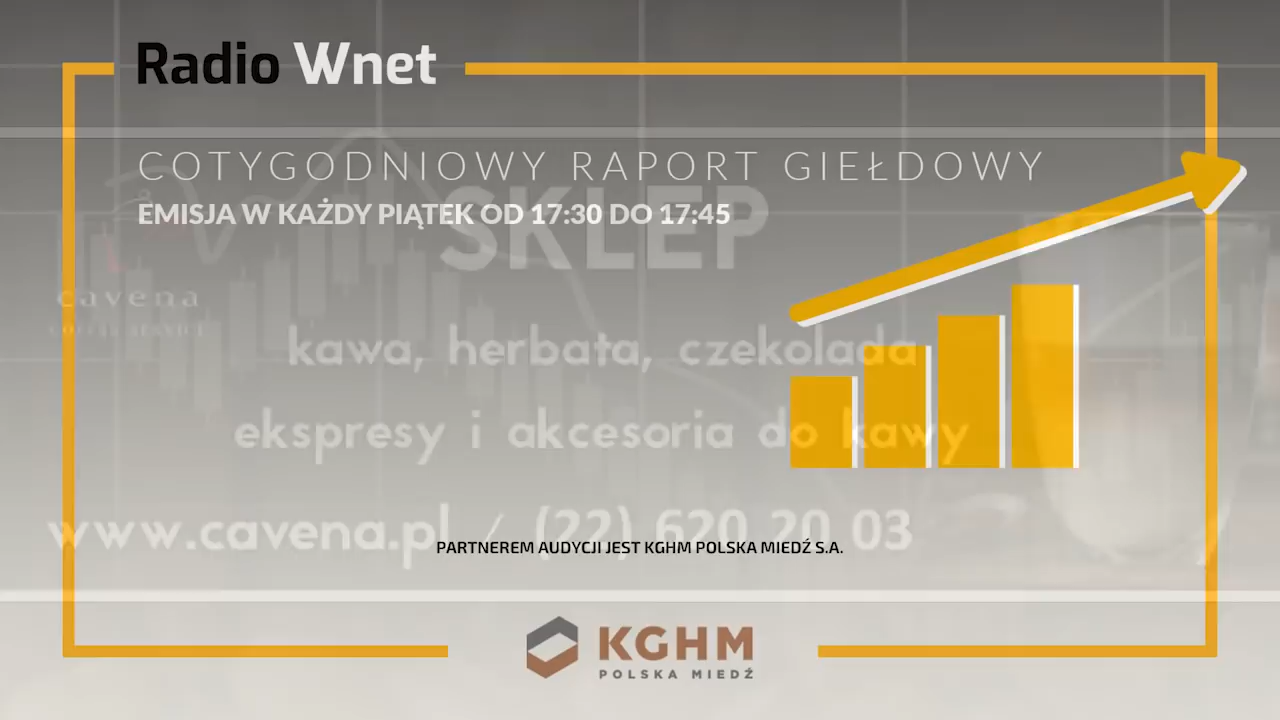 Radio Wnet
COTYGODNIOWY RAPORT GIEŁDOWY
EMISJA W KAŻDY PIĄTEK OD 17:30 DO 17:45
SKLEP
cavena
kawa, herbata, czekolada
ekspresy i akcesoria do kawy
www.cavena.pl / (22) 620 20 03
PARTNEREM AUDYCJI JEST KGHM POLSKA MIEDŹ S.A.
KGHM
POLSKA MIEDŹ